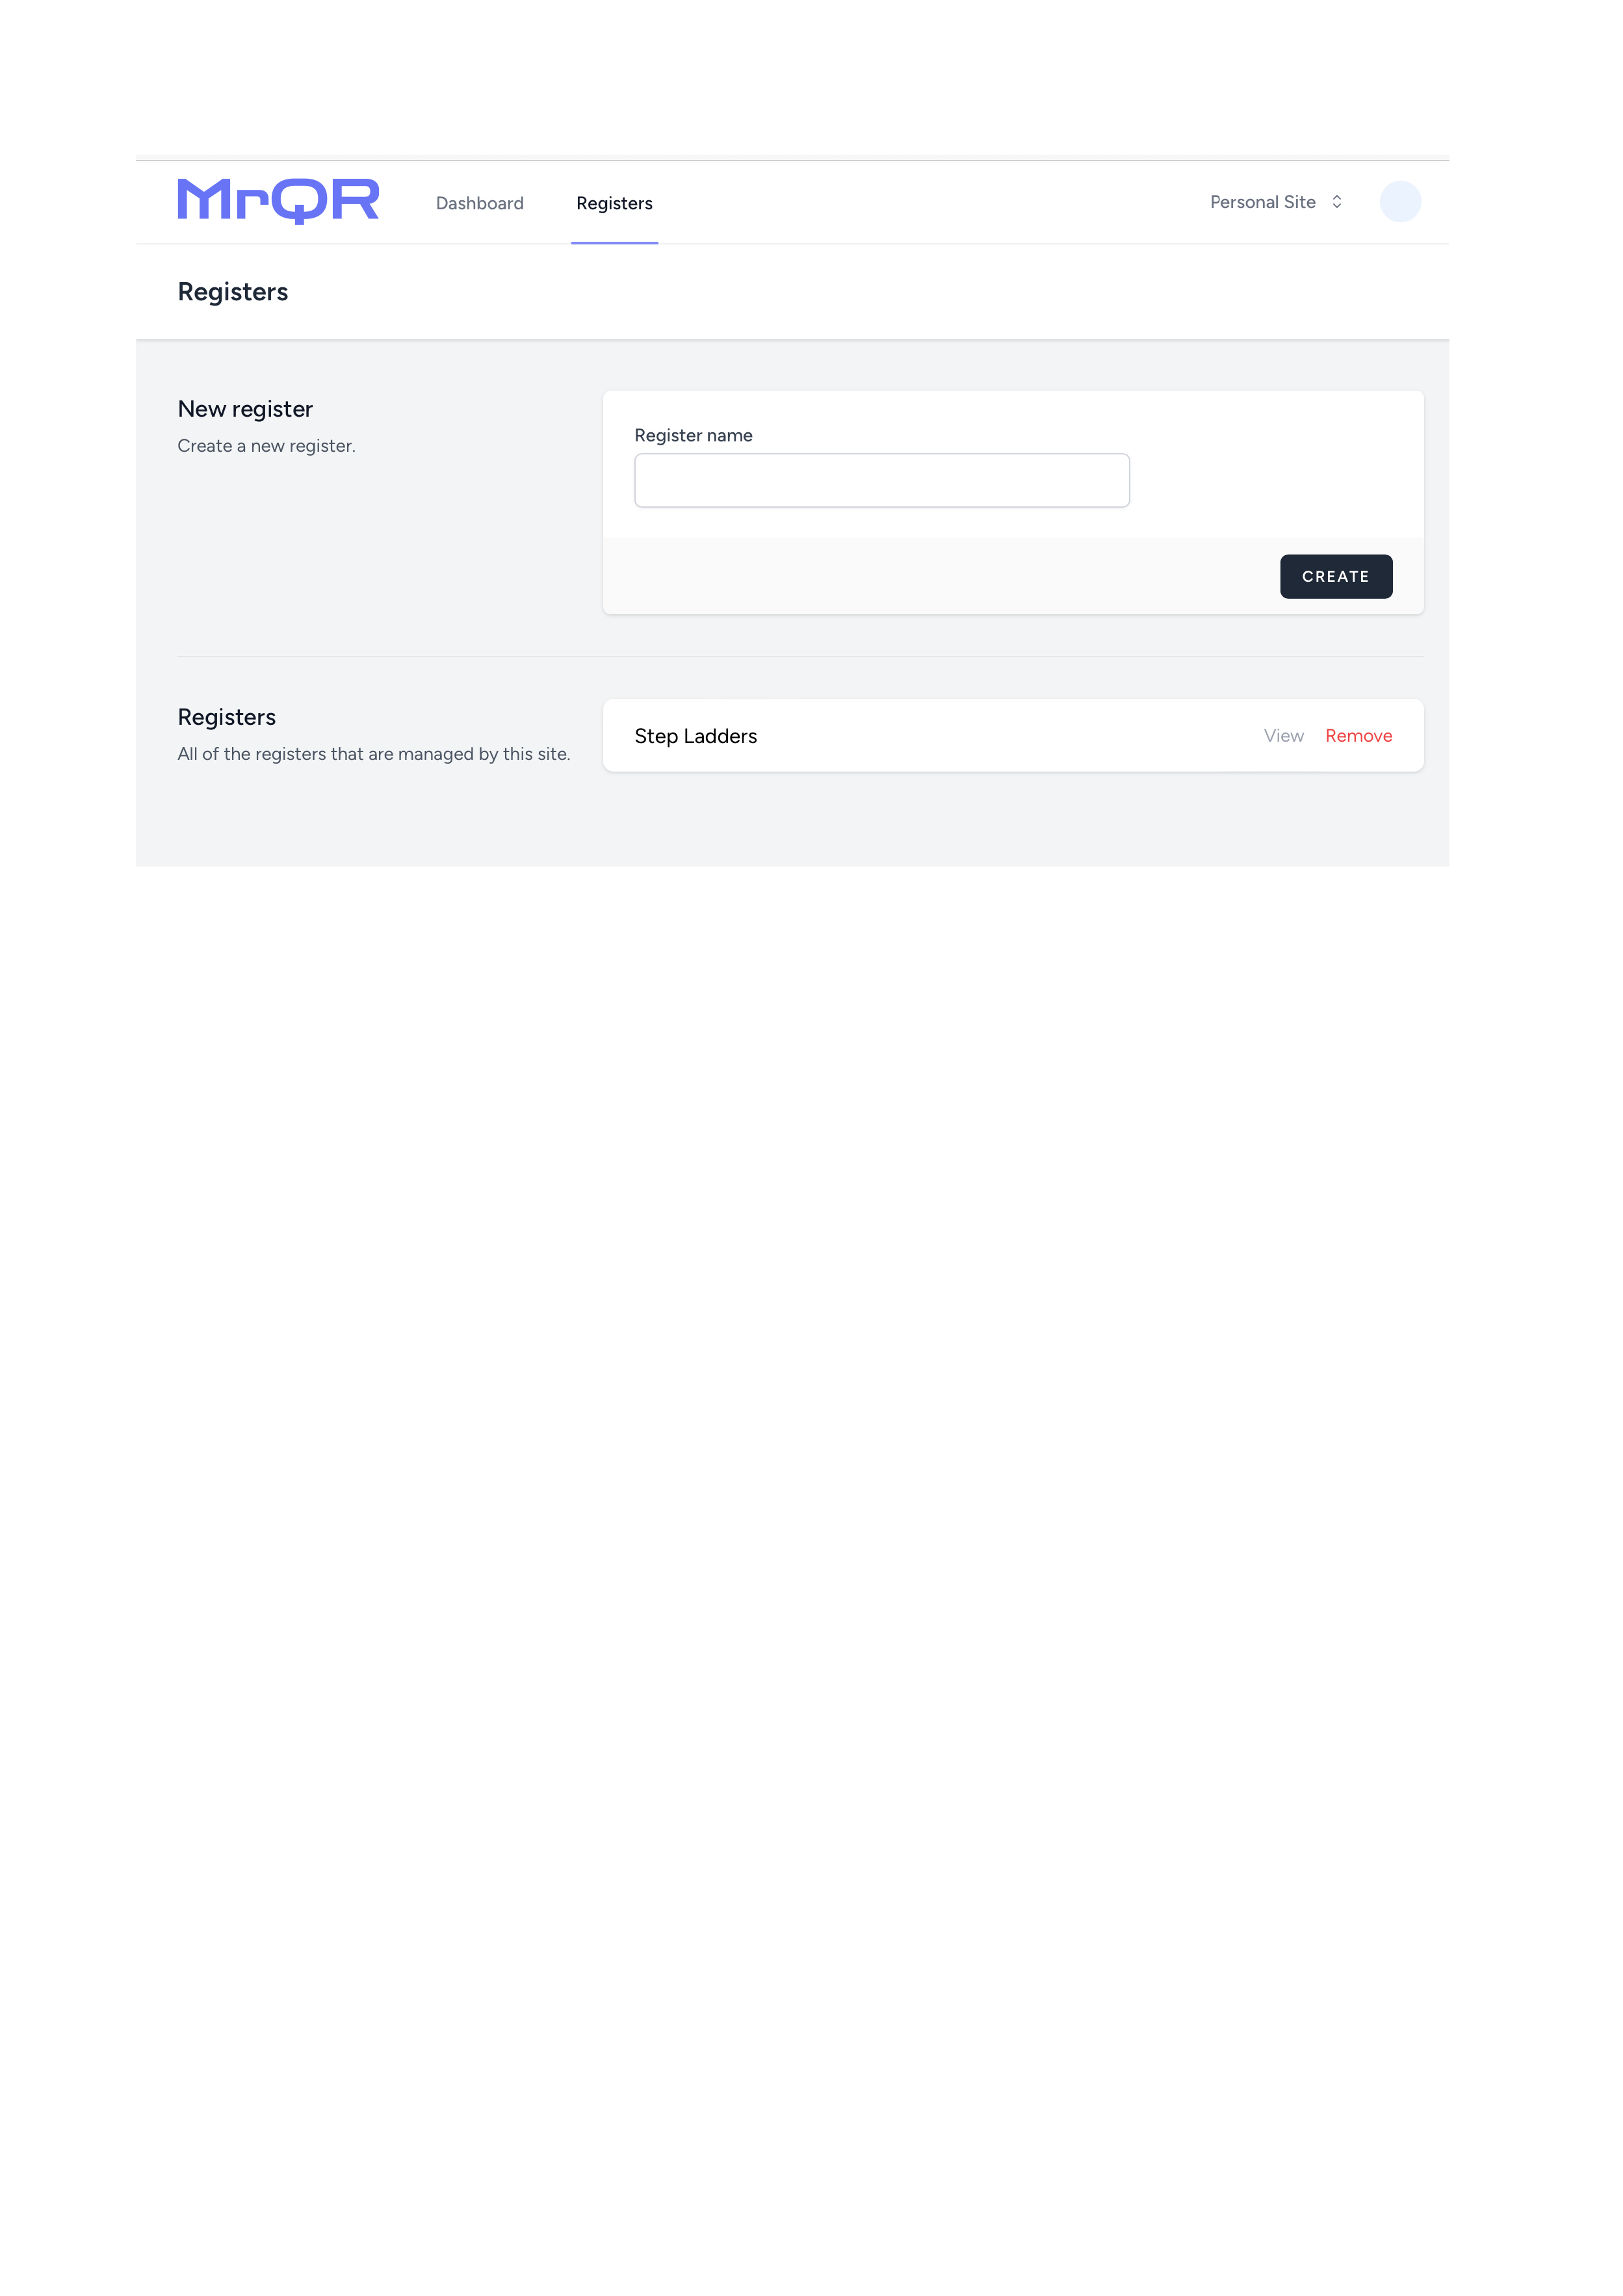 MrQR
Dashboard
Registers
Personal Site
Registers
New register
Create a new register.
Register name
CREATE
Registers
All of the registers that are managed by this site.
Step Ladders
View
Remove